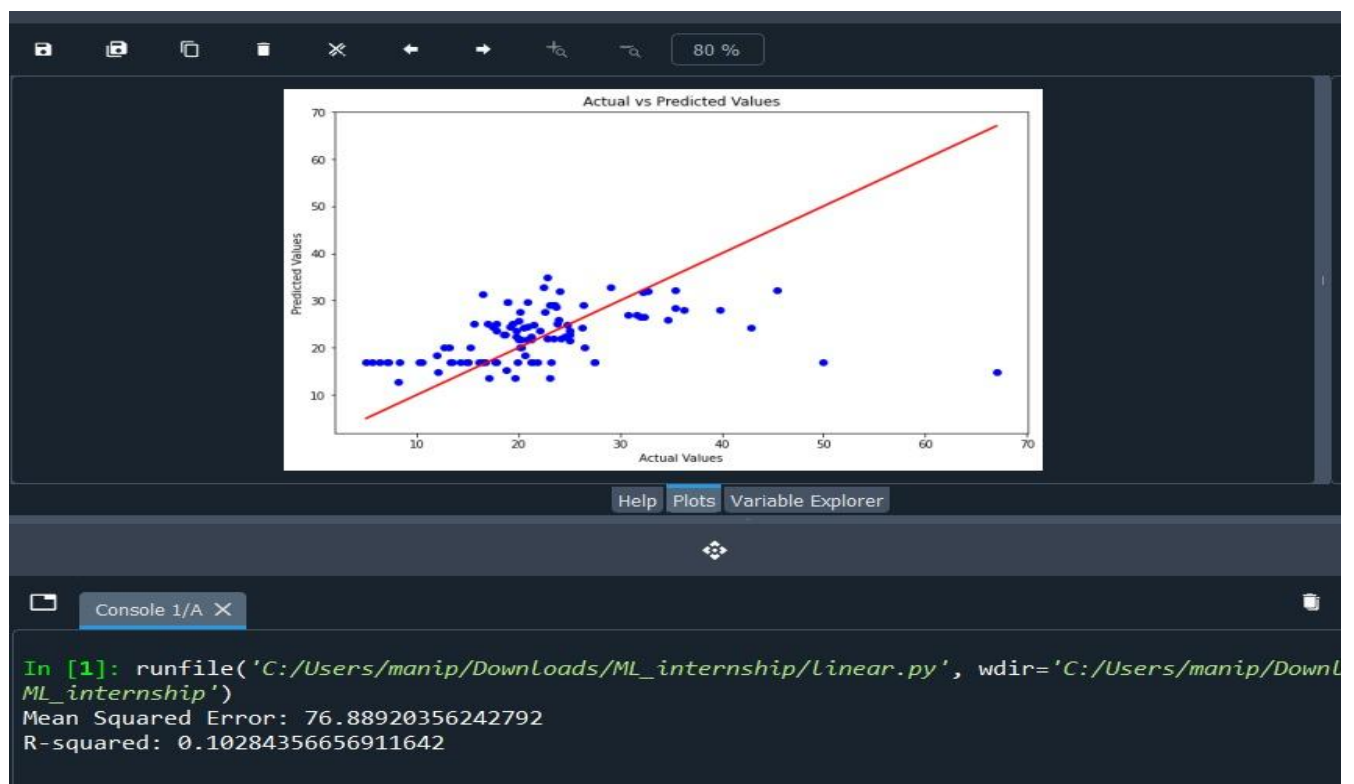 80 %
Actual vs Predicted Values
70
60
50
40
30
20
10
Predicted Values
10 20 30 40 50 60 70
Actual Values
Help Plots Variable Explorer
Console 1/A
In [1]: runfile('C:/Users/manip/Downloads/ML_internship/linear.py', wdir='C:/Users/manip/Downl
ML_internship')
Mean Squared Error: 76.88920356242792
R-squared: 0.10284356656911642